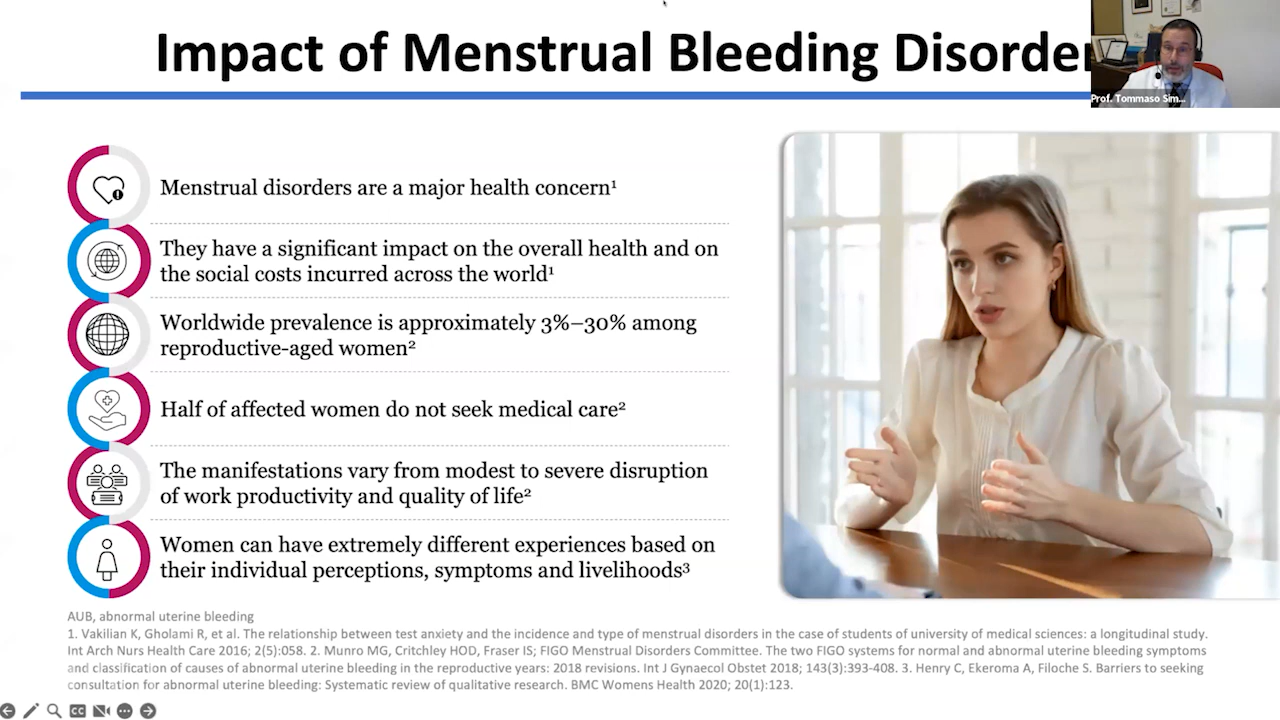 Impact of Menstrual Bleeding Disorder
Prof. Tommaso Sim...
Menstrual disorders are a major health concern¹
They have a significant impact on the overall health and on
the social costs incurred across the world¹
Worldwide prevalence is approximately 3%–30% among
reproductive-aged women²
Half of affected women do not seek medical care²
The manifestations vary from modest to severe disruption
of work productivity and quality of life²
Women can have extremely different experiences based on
their individual perceptions, symptoms and livelihoods³
AUB, abnormal uterine bleeding
1. Vakilian K, Gholami R, et al. The relationship between test anxiety and the incidence and type of menstrual disorders in the case of students of university of medical sciences: a longitudinal study.
Int Arch Nurs Health Care 2016; 2(5):058. 2. Munro MG, Critchley HOD, Fraser IS; FIGO Menstrual Disorders Committee. The two FIGO systems for normal and abnormal uterine bleeding symptoms
and classification of causes of abnormal uterine bleeding in the reproductive years: 2018 revisions. Int J Gynaecol Obstet 2018; 143(3):393-408. 3. Henry C, Ekeroma A, Filoche S. Barriers to seeking
consultation for abnormal uterine bleeding: Systematic review of qualitative research. BMC Womens Health 2020; 20(1):123.
CC